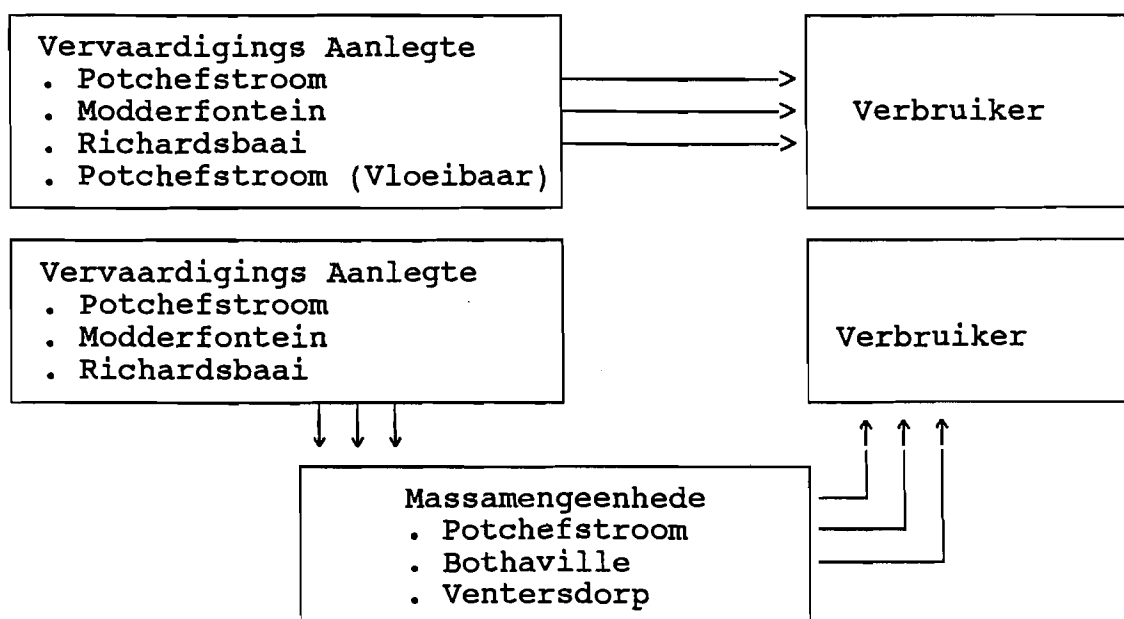 Vervaardigings Aanlegte
. Potchefstroom
. Modderfontein
. Richardsbaai
. Potchefstroom (Vloeibaar)
Verbruiker
Vervaardigings Aanlegte
. Potchefstroom
. Modderfontein
. Richardsbaai
Verbruiker
Massamengeenhede
. Potchefstroom
. Bothaville
. Ventersdorp